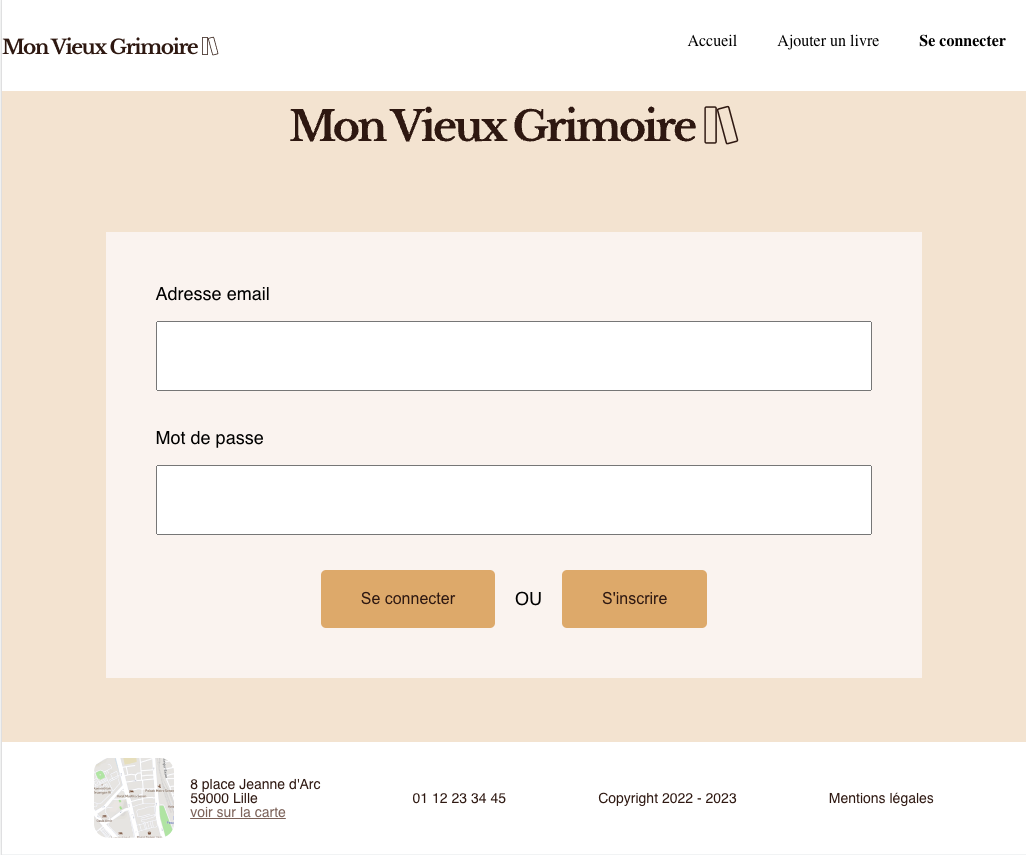 Mon Vieux Grimoire
Accueil
Ajouter un livre
Se connecter
Mon Vieux Grimoire
Adresse email
Mot de passe
Se connecter
OU
S'inscrire
8 place Jeanne d'Arc
59000 Lille
voir sur la carte
01 12 23 34 45
Copyright 2022 - 2023
Mentions légales